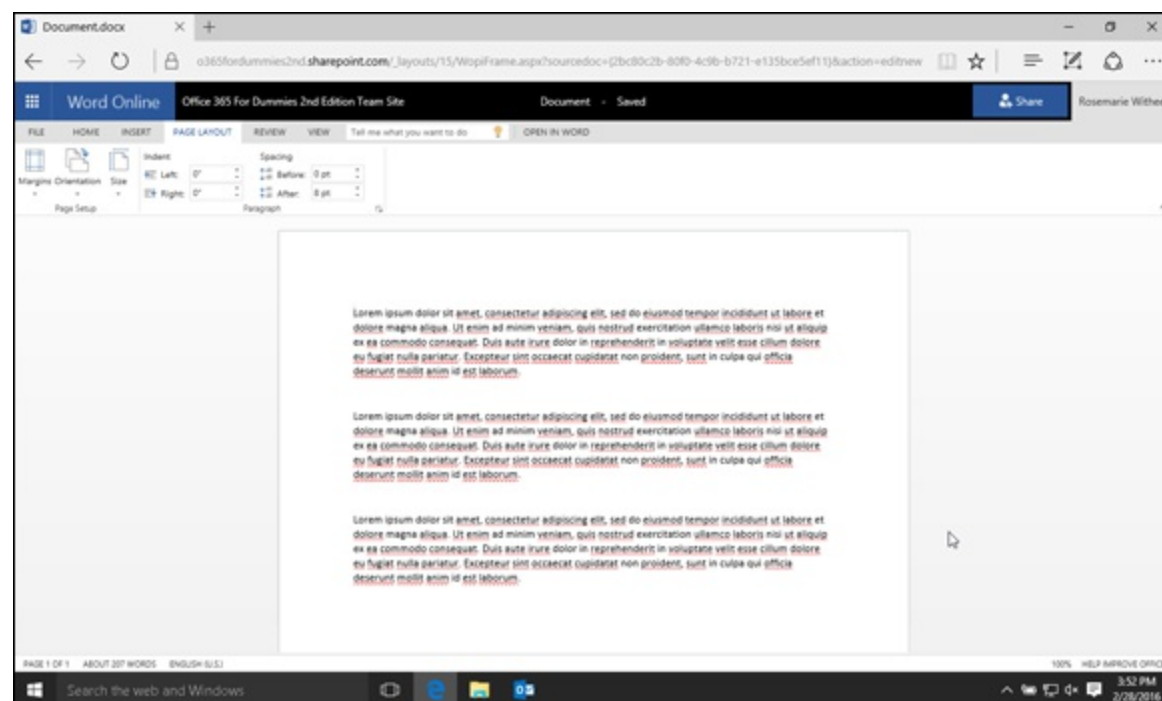 Document.docx
o365fordummies2nd.sharepoint.com/_layouts/15/WopiFrame.aspx?sourcedoc={2bc80c2b-80f0-4c9b-b721-e135bce5ef11}&action=editnew
Word Online Office 365 For Dummies 2nd Edition Team Site Document - Saved Share Rosemarie Wither
FILE HOME INSERT PAGE LAYOUT REVIEW VIEW Tell me what you want to do OPEN IN WORD
Indent Spacing
Margins Orientation Size Left: 0" Before: 0 pt
Right: 0" After: 8 pt
Page Setup Paragraph
Lorem ipsum dolor sit amet, consectetur adipiscing elit, sed do eiusmod tempor incididunt ut labore et
dolore magna aliqua. Ut enim ad minim veniam, quis nostrud exercitation ullamco laboris nisi ut aliquip
ex ea commodo consequat. Duis aute irure dolor in reprehenderit in voluptate velit esse cillum dolore
eu fugiat nulla pariatur. Excepteur sint occaecat cupidatat non proident, sunt in culpa qui officia
deserunt mollit anim id est laborum.
Lorem ipsum dolor sit amet, consectetur adipiscing elit, sed do eiusmod tempor incididunt ut labore et
dolore magna aliqua. Ut enim ad minim veniam, quis nostrud exercitation ullamco laboris nisi ut aliquip
ex ea commodo consequat. Duis aute irure dolor in reprehenderit in voluptate velit esse cillum dolore
eu fugiat nulla pariatur. Excepteur sint occaecat cupidatat non proident, sunt in culpa qui officia
deserunt mollit anim id est laborum.
Lorem ipsum dolor sit amet, consectetur adipiscing elit, sed do eiusmod tempor incididunt ut labore et
dolore magna aliqua. Ut enim ad minim veniam, quis nostrud exercitation ullamco laboris nisi ut aliquip
ex ea commodo consequat. Duis aute irure dolor in reprehenderit in voluptate velit esse cillum dolore
eu fugiat nulla pariatur. Excepteur sint occaecat cupidatat non proident, sunt in culpa qui officia
deserunt mollit anim id est laborum.
PAGE 1 OF 1 ABOUT 207 WORDS ENGLISH (U.S.) 100% HELP IMPROVE OFFIC
Search the web and Windows 3:52 PM
2/28/2016